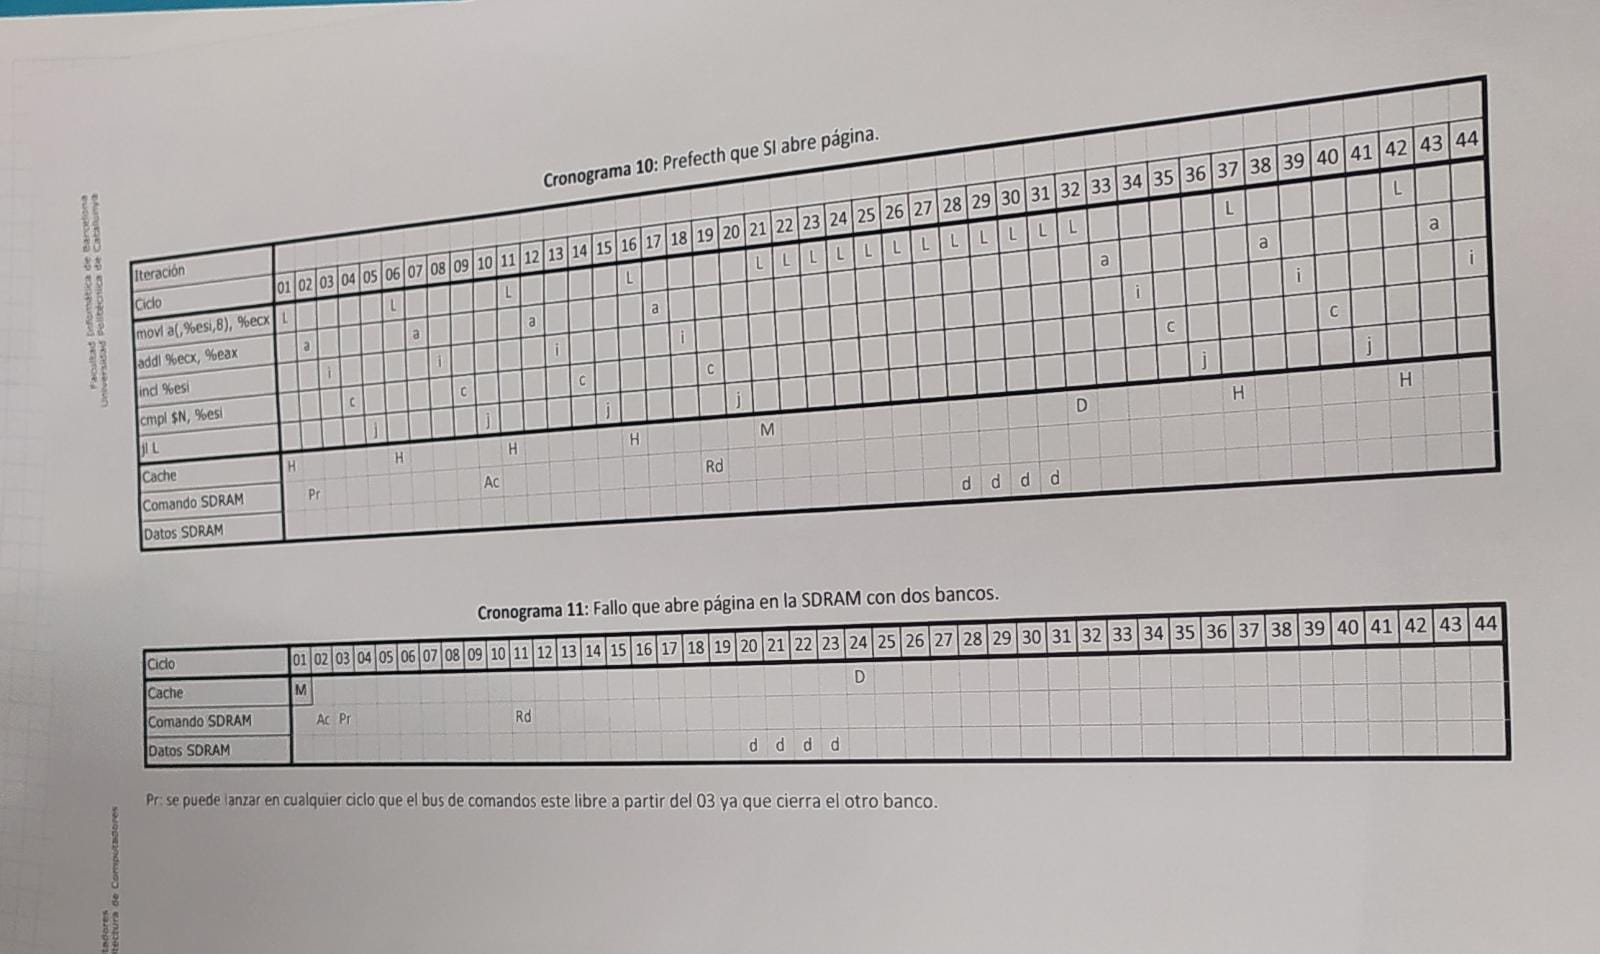 Facultad Informática de Barcelona
Universidad Politécnica de Catalunya
Cronograma 10: Prefecth que SI abre página.
Iteración
Ciclo 01 02 03 04 05 06 07 08 09 10 11 12 13 14 15 16 17 18 19 20 21 22 23 24 25 26 27 28 29 30 31 32 33 34 35 36 37 38 39 40 41 42 43 44
movl a(,%esi,8), %ecx L L L L L L L L L L L L L L L L L L
addl %ecx, %eax a a a a a a a
incl %esi i i i i i i i
cmpl $N, %esi c c c c c c
jl L j j j j j j
Cache H H H H M D H H
Comando SDRAM Pr Ac Rd
Datos SDRAM d d d d
Cronograma 11: Fallo que abre página en la SDRAM con dos bancos.
Ciclo 01 02 03 04 05 06 07 08 09 10 11 12 13 14 15 16 17 18 19 20 21 22 23 24 25 26 27 28 29 30 31 32 33 34 35 36 37 38 39 40 41 42 43 44
Cache M D
Comando SDRAM Ac Pr Rd
Datos SDRAM d d d d
Pr: se puede lanzar en cualquier ciclo que el bus de comandos este libre a partir del 03 ya que cierra el otro banco.
tadores
tectura de Computadores